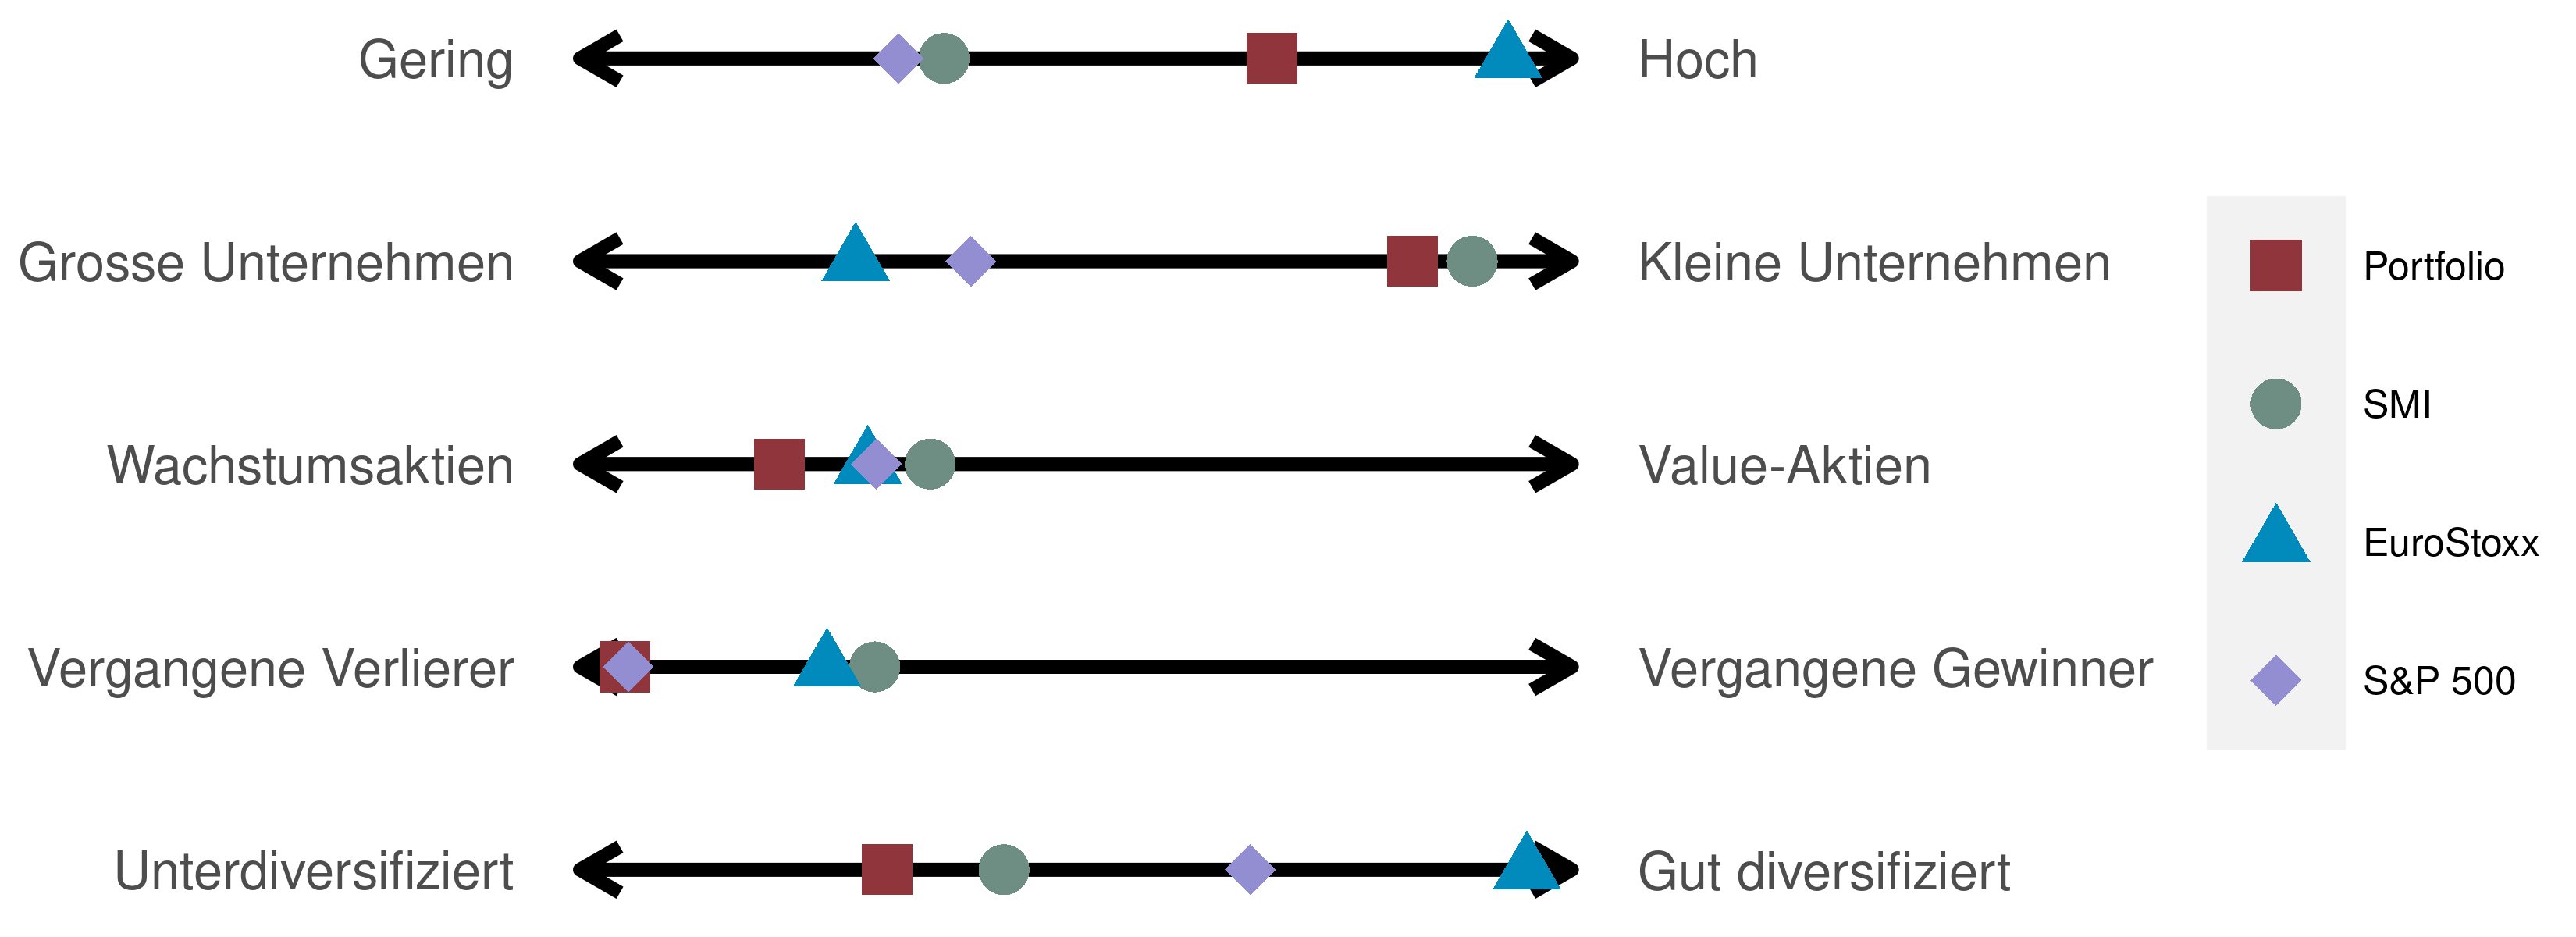 Gering Hoch
Grosse Unternehmen Kleine Unternehmen
Wachstumsaktien Value-Aktien
Vergangene Verlierer Vergangene Gewinner
Unterdiversifiziert Gut diversifiziert
Portfolio
SMI
EuroStoxx
S&P 500